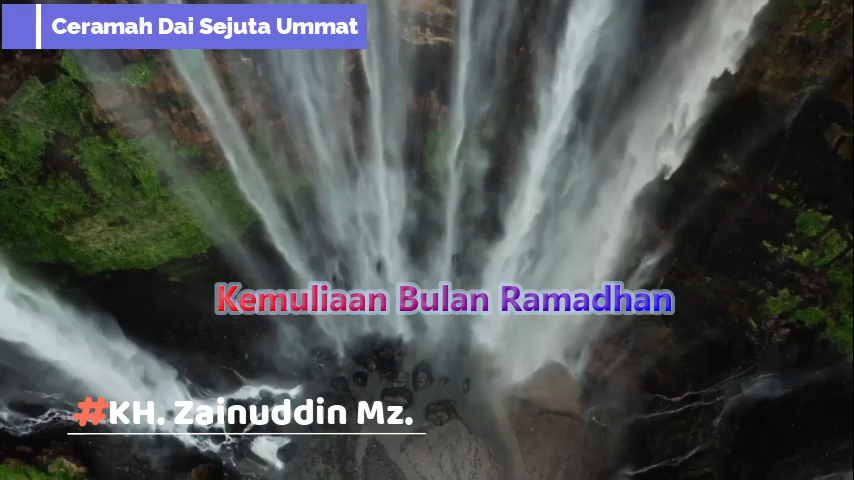 Ceramah Dai Sejuta Ummat
Kemuliaan Bulan Ramadhan
#KH. Zainuddin Mz.